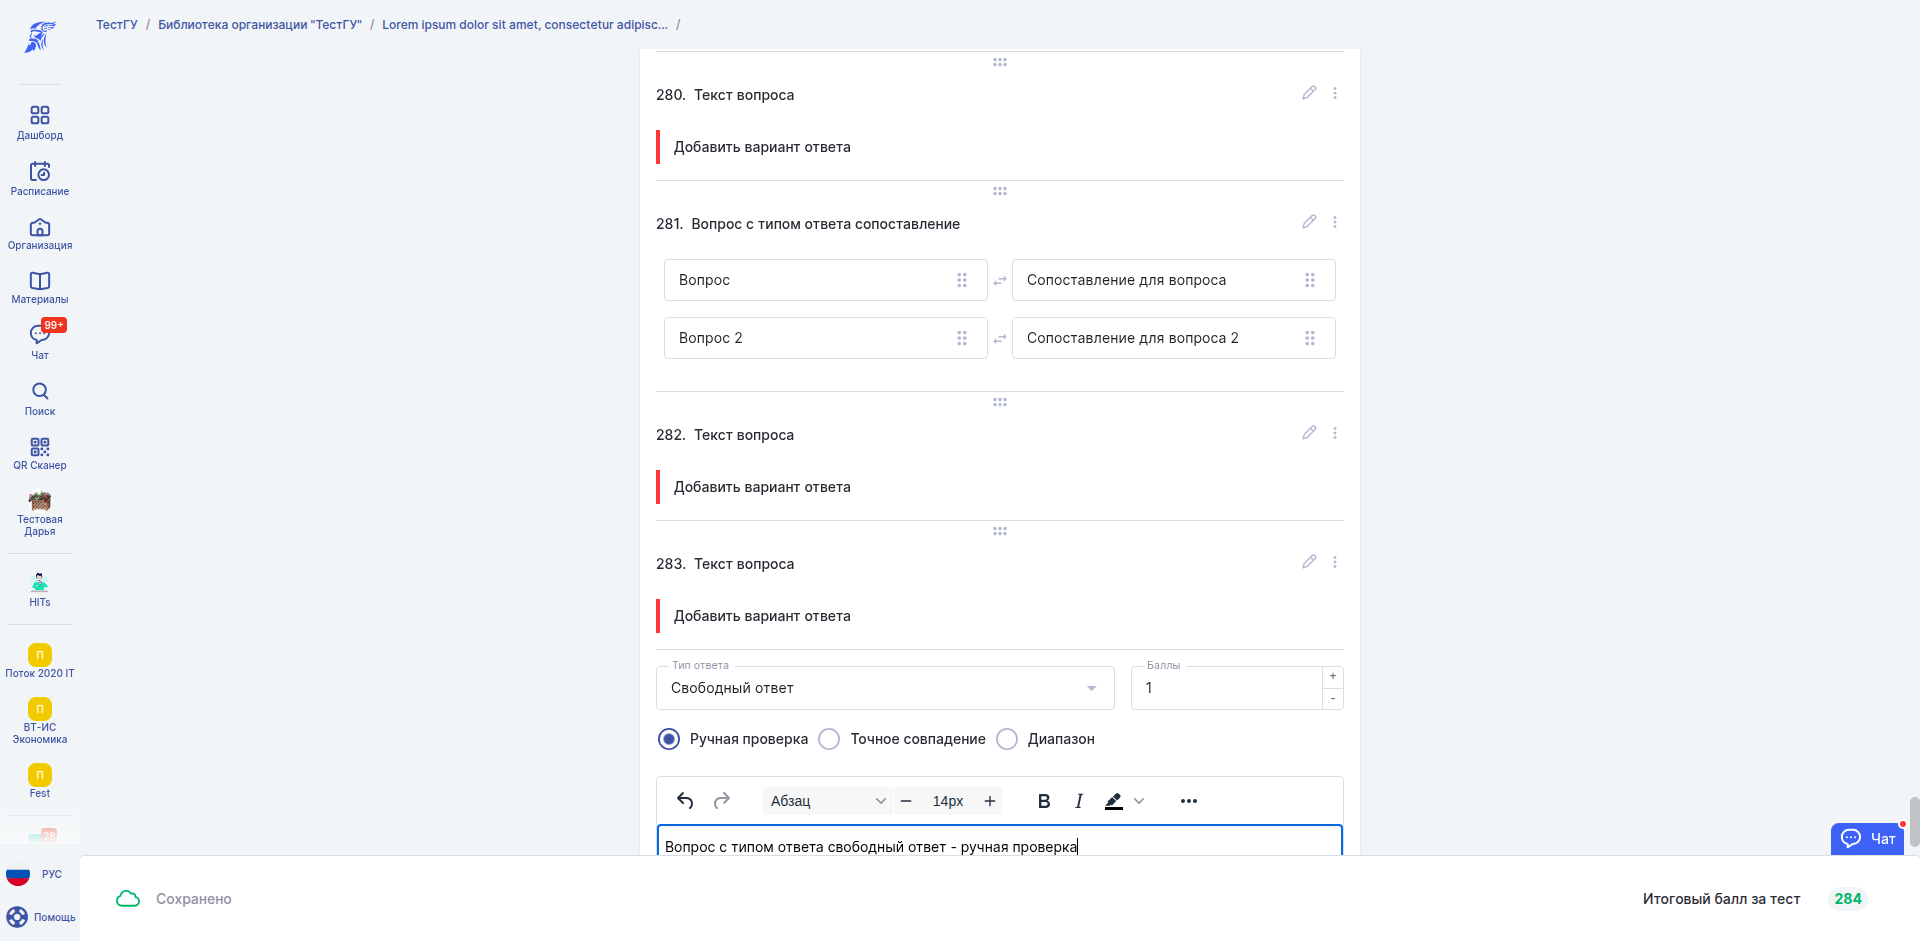 ТестГУ / Библиотека организации "ТестГУ" / Lorem ipsum dolor sit amet, consectetur adipisc... /
Дашборд
Расписание
Организация
Материалы
99+
Чат
Поиск
QR Сканер
Тестовая
Дарья
HITs
П
Поток 2020 IT
П
ВТ-ИС
Экономика
П
Fest
28
РУС
Помощь
280. Текст вопроса
Добавить вариант ответа
281. Вопрос с типом ответа сопоставление
Вопрос
Сопоставление для вопроса
Вопрос 2
Сопоставление для вопроса 2
282. Текст вопроса
Добавить вариант ответа
283. Текст вопроса
Добавить вариант ответа
Тип ответа
Свободный ответ
Баллы
1
+
-
Ручная проверка
Точное совпадение
Диапазон
Абзац
14px
B I
Вопрос с типом ответа свободный ответ - ручная проверка
Чат
Сохранено
Итоговый балл за тест 284